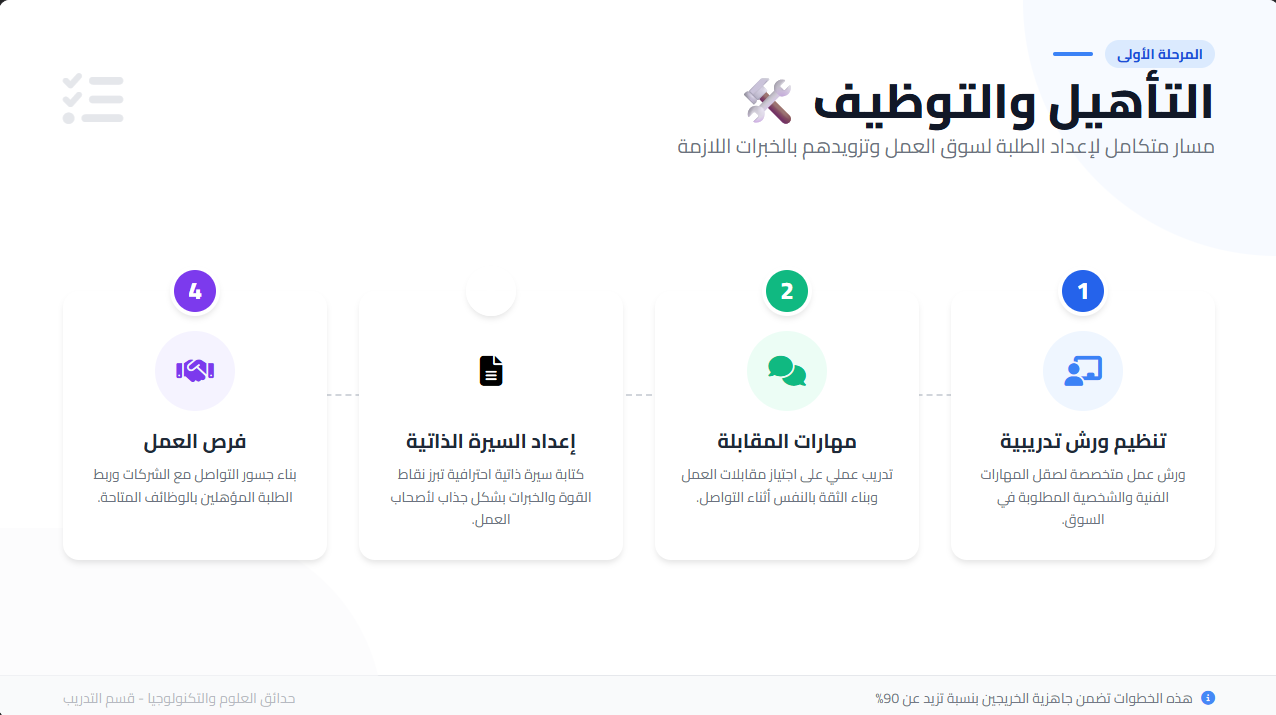 المرحلة الأولى
التأهيل والتوظيف
مسار متكامل لإعداد الطلبة لسوق العمل وتزويدهم بالخبرات اللازمة
1
تنظيم ورش تدريبية
ورش عمل متخصصة لصقل المهارات
الفنية والشخصية المطلوبة في
السوق.
2
مهارات المقابلة
تدريب عملي على اجتياز مقابلات العمل
وبناء الثقة بالنفس أثناء التواصل.
إعداد السيرة الذاتية
كتابة سيرة ذاتية احترافية تبرز نقاط
القوة والخبرات بشكل جذاب لأصحاب
العمل.
4
فرص العمل
بناء جسور التواصل مع الشركات وربط
الطلبة المؤهلين بالوظائف المتاحة.
هذه الخطوات تضمن جاهزية الخريجين بنسبة تزيد عن 90%
حدائق العلوم والتكنولوجيا - قسم التدريب